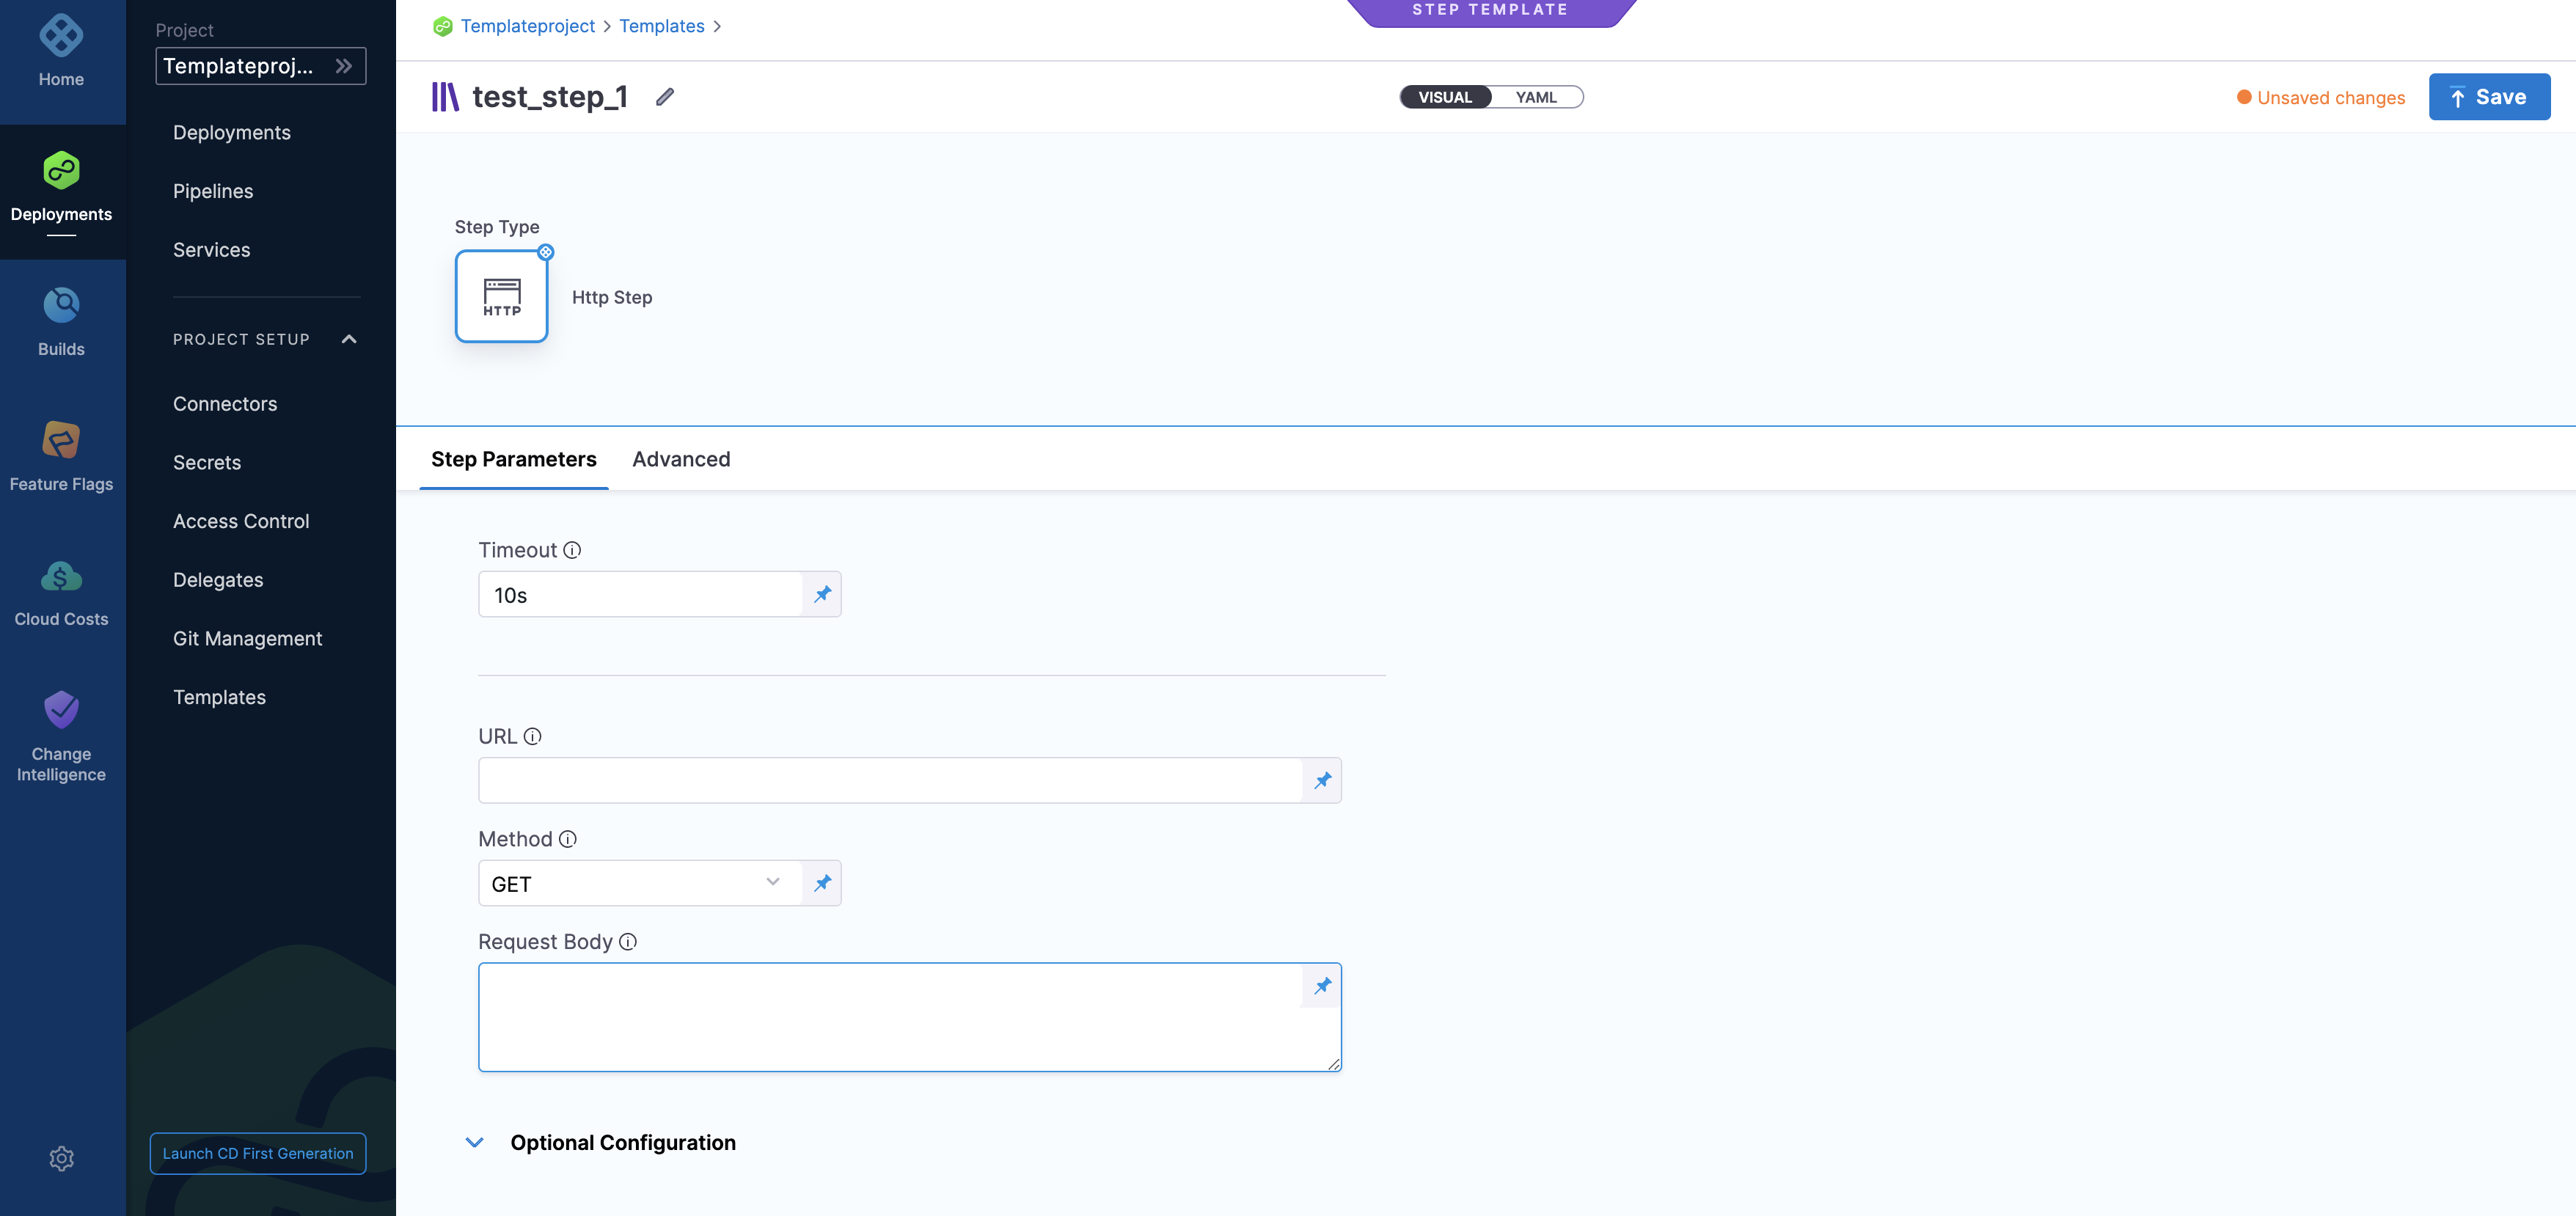 Home
Deployments
Builds
Feature Flags
Cloud Costs
Change
Intelligence
Project
Templateproj...
Deployments
Pipelines
Services
PROJECT SETUP
Connectors
Secrets
Access Control
Delegates
Git Management
Templates
Launch CD First Generation
Templateproject > Templates >
STEP TEMPLATE
test_step_1
VISUAL YAML
Unsaved changes
Save
Step Type
HTTP
Http Step
Step Parameters Advanced
Timeout
10s
URL
Method
GET
Request Body
Optional Configuration